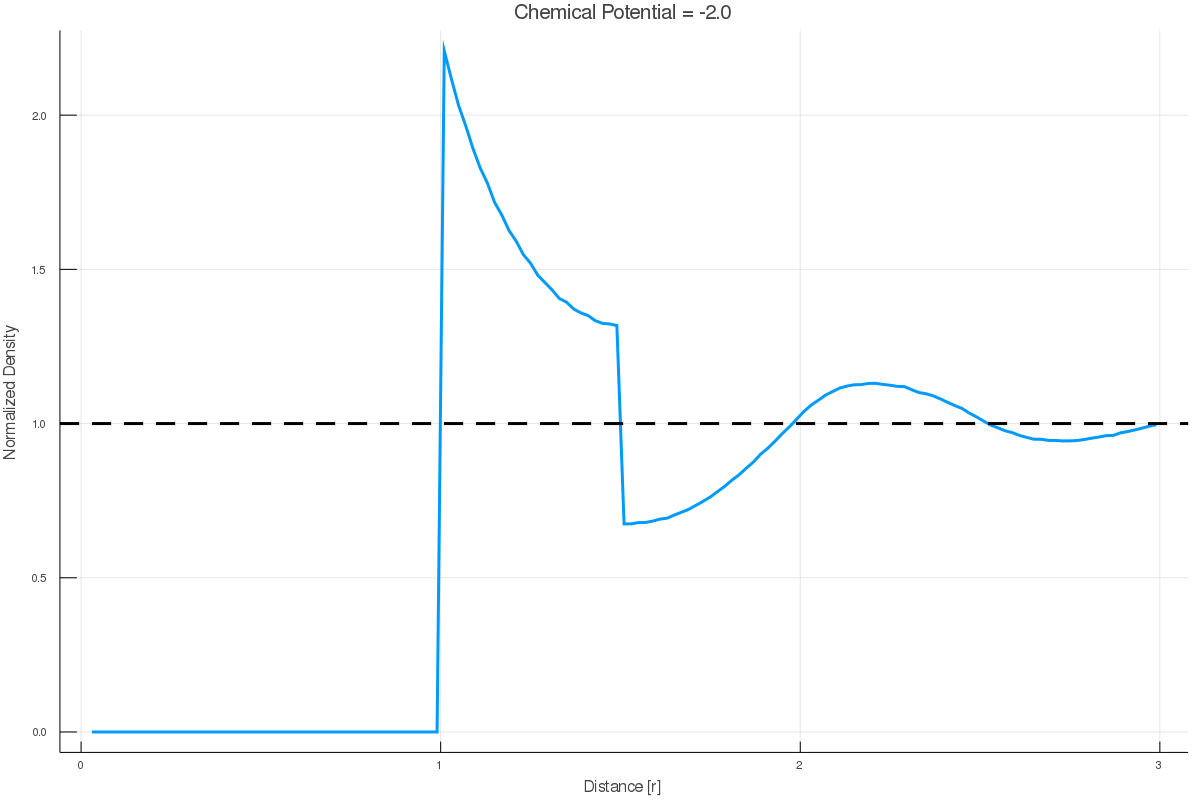 Chemical Potential = -2.0
Normalized Density
2.0
1.5
1.0
0.5
0.0
0 1 2 3
Distance [r]